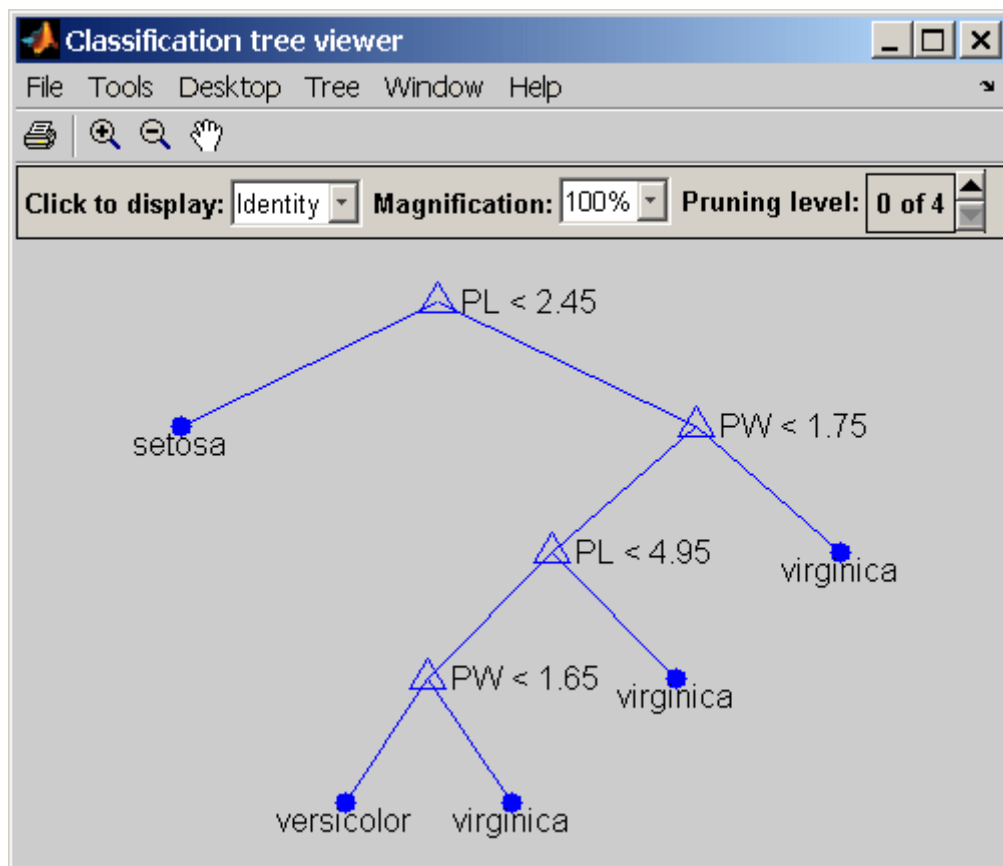 Classification tree viewer
File Tools Desktop Tree Window Help
Click to display: Identity Magnification: 100% Pruning level: 0 of 4
PL < 2.45
setosa
PW < 1.75
PL < 4.95
virginica
PW < 1.65
virginica
versicolor virginica